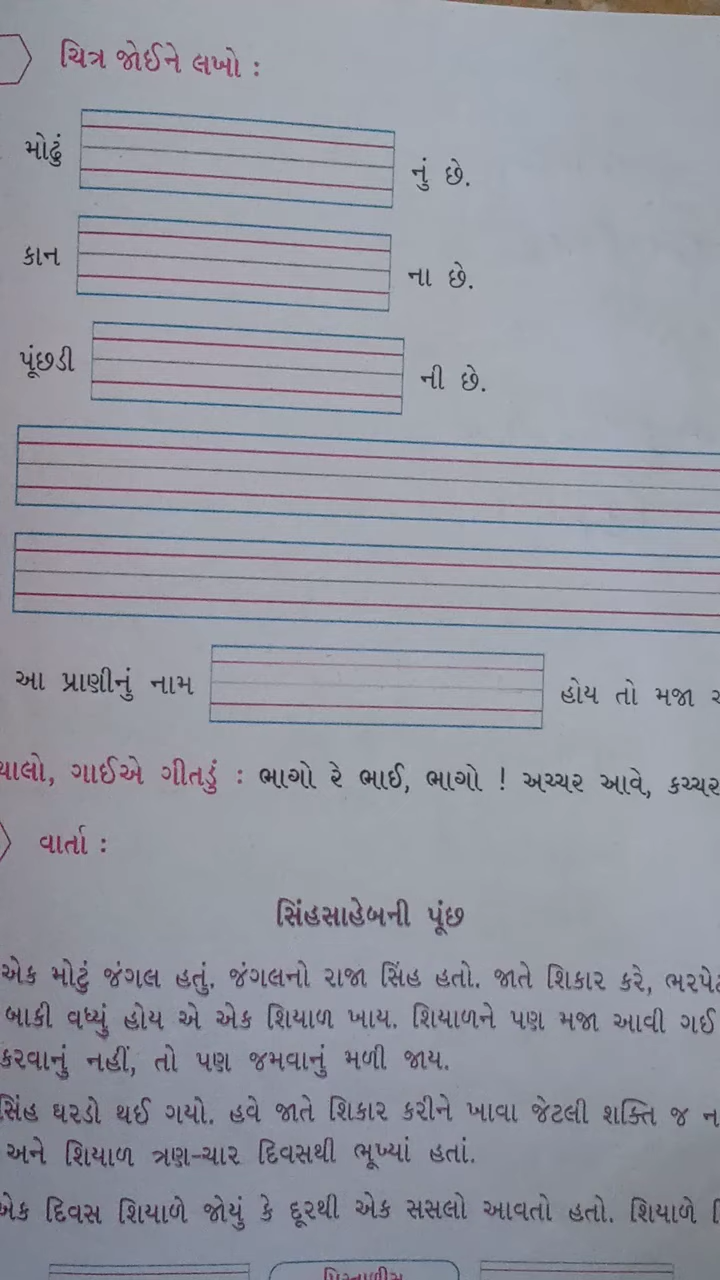 ચિત્ર જોઈને લખો :
મોઢું નું છે.
કાન ના છે.
પૂંછડી ની છે.
આ પ્રાણીનું નામ હોય તો મજા
ચાલો, ગાઈએ ગીતડું : ભાગો રે ભાઈ, ભાગો ! અચ્ચર આવે, કચ્ચર
વાર્તા :
સિંહસાહેબની પૂંછ
એક મોટું જંગલ હતું. જંગલનો રાજા સિંહ હતો. જાતે શિકાર કરે,
બાકી વધ્યું હોય એ એક શિયાળ ખાય. શિયાળને પણ મજા આવી ગઈ
કરવાનું નહીં, તો પણ જમવાનું મળી જાય.
સિંહ ઘરડો થઈ ગયો. હવે જાતે શિકાર કરીને ખાવા જેટલી શક્તિ જ
અને શિયાળ ત્રણ-ચાર દિવસથી ભૂખ્યાં હતાં.
એક દિવસ શિયાળે જોયું કે દૂરથી એક સસલો આવતો હતો. શિયાળે